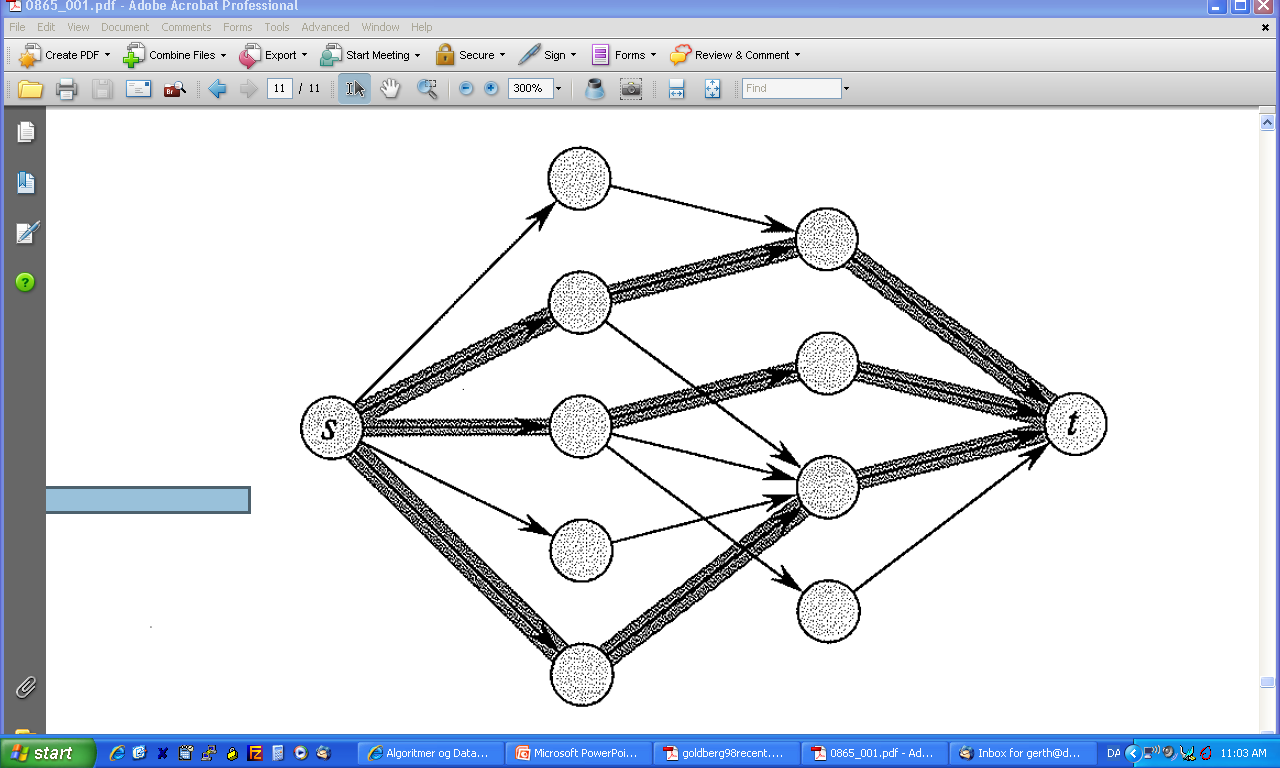 0865_001.pdf - Adobe Acrobat Professional
File Edit View Document Comments Forms Tools Advanced Window Help
Create PDF Combine Files Export Start Meeting Secure Sign Forms Review & Comment
11 / 11 300% Find
s
t
start Algoritmer og Data... Microsoft PowerPoi... goldberg98recent.... 0865_001.pdf - Ad... Inbox for gerth@d... DA 11:03 AM